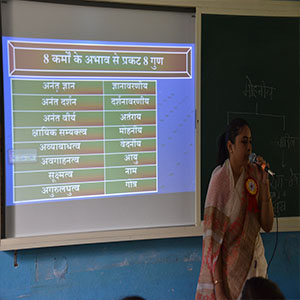 8 कर्मों के अभाव से प्रकट 8 गुण
अनंत ज्ञान ज्ञानावरणीय
अनंत दर्शन दर्शनावरणीय
अनंत वीर्य अंतराय
क्षायिक सम्यक्त्व मोहनीय
अव्याबाधत्व वेदनीय
अवगाहनत्व आयु
सूक्ष्मत्व नाम
अगुरुलघुत्व गोत्र
मोहनीय